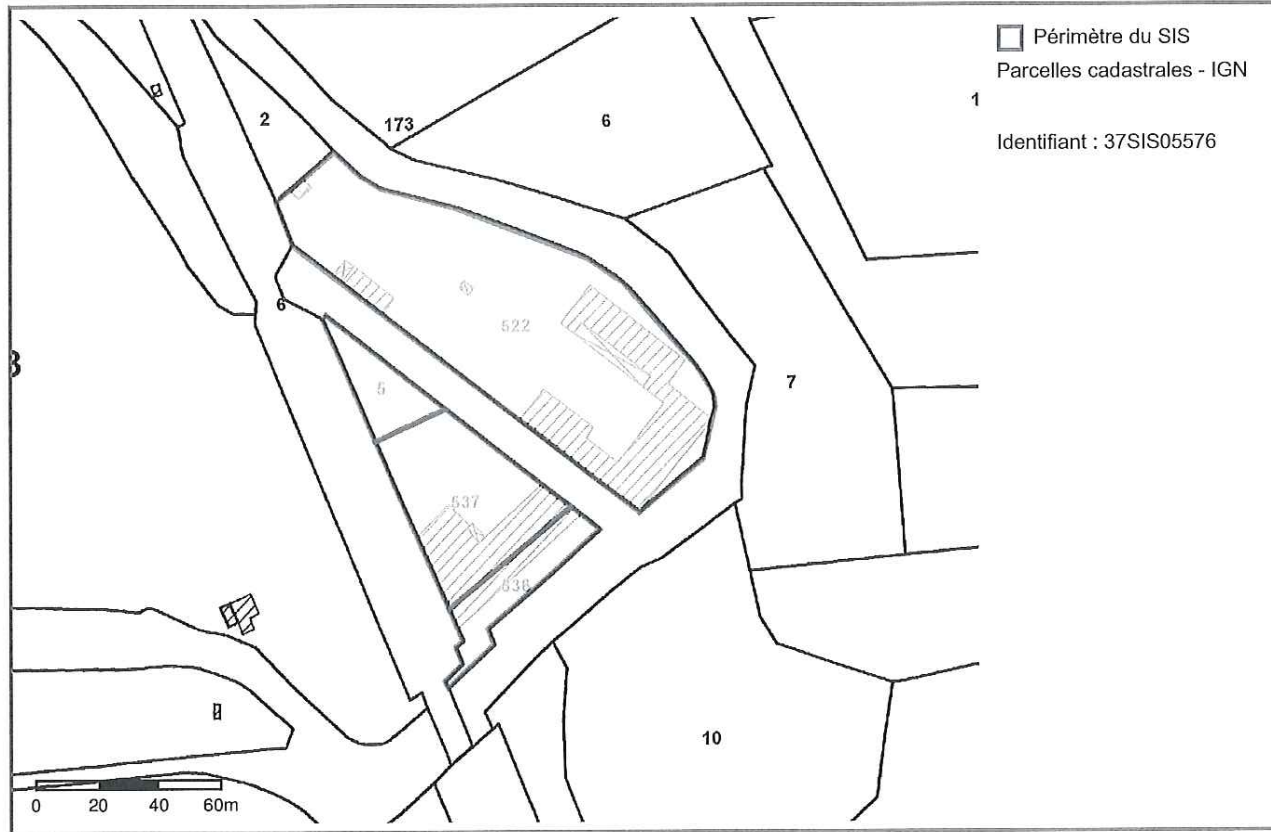 Périmètre du SIS
Parcelles cadastrales - IGN
1
Identifiant : 37SIS05576
2
173
6
6
522
5
7
537
536
10
0 20 40 60m